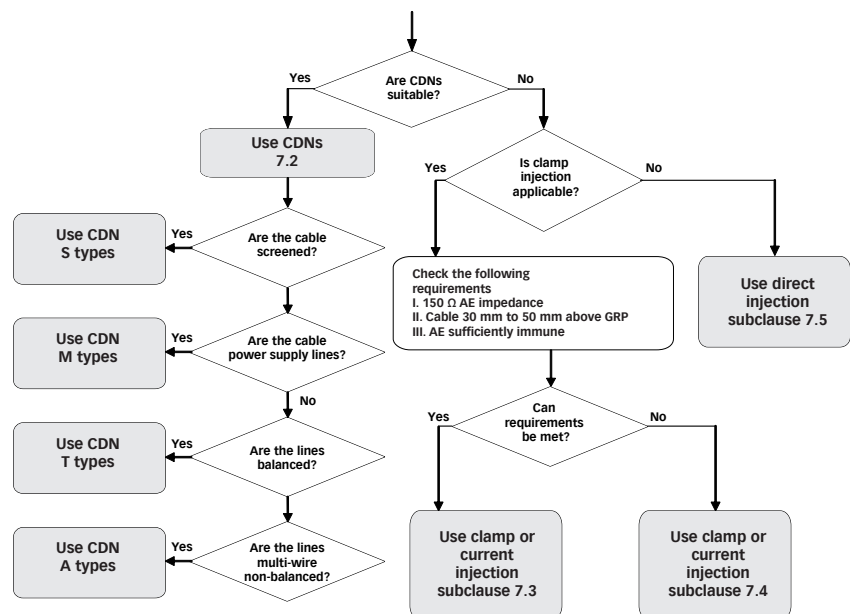 Are CDNs
suitable?
Yes
No
Use CDNs
7.2
Is clamp
injection
applicable?
Yes
No
Are the cable
screened?
Yes
Use CDN
S types
Check the following
requirements
I. 150 Ω AE impedance
II. Cable 30 mm to 50 mm above GRP
III. AE sufficiently immune
Use direct
injection
subclause 7.5
Are the cable
power supply lines?
Yes
Use CDN
M types
No
Can
requirements
be met?
Yes
No
Are the lines
balanced?
Yes
Use CDN
T types
Use clamp or
current
injection
subclause 7.3
Use clamp or
current
injection
subclause 7.4
Are the lines
multi-wire
non-balanced?
Yes
Use CDN
A types